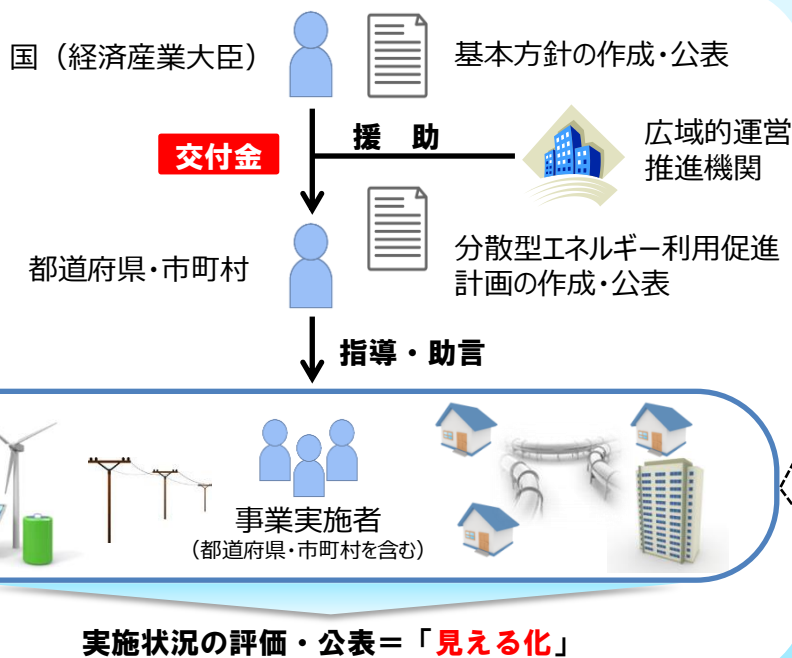 国（経済産業大臣）
基本方針の作成・公表
交付金
援　助
広域的運営
推進機関
都道府県・市町村
分散型エネルギー利用促進
計画の作成・公表
指導・助言
事業実施者
（都道府県・市町村を含む）
実施状況の評価・公表＝「見える化」